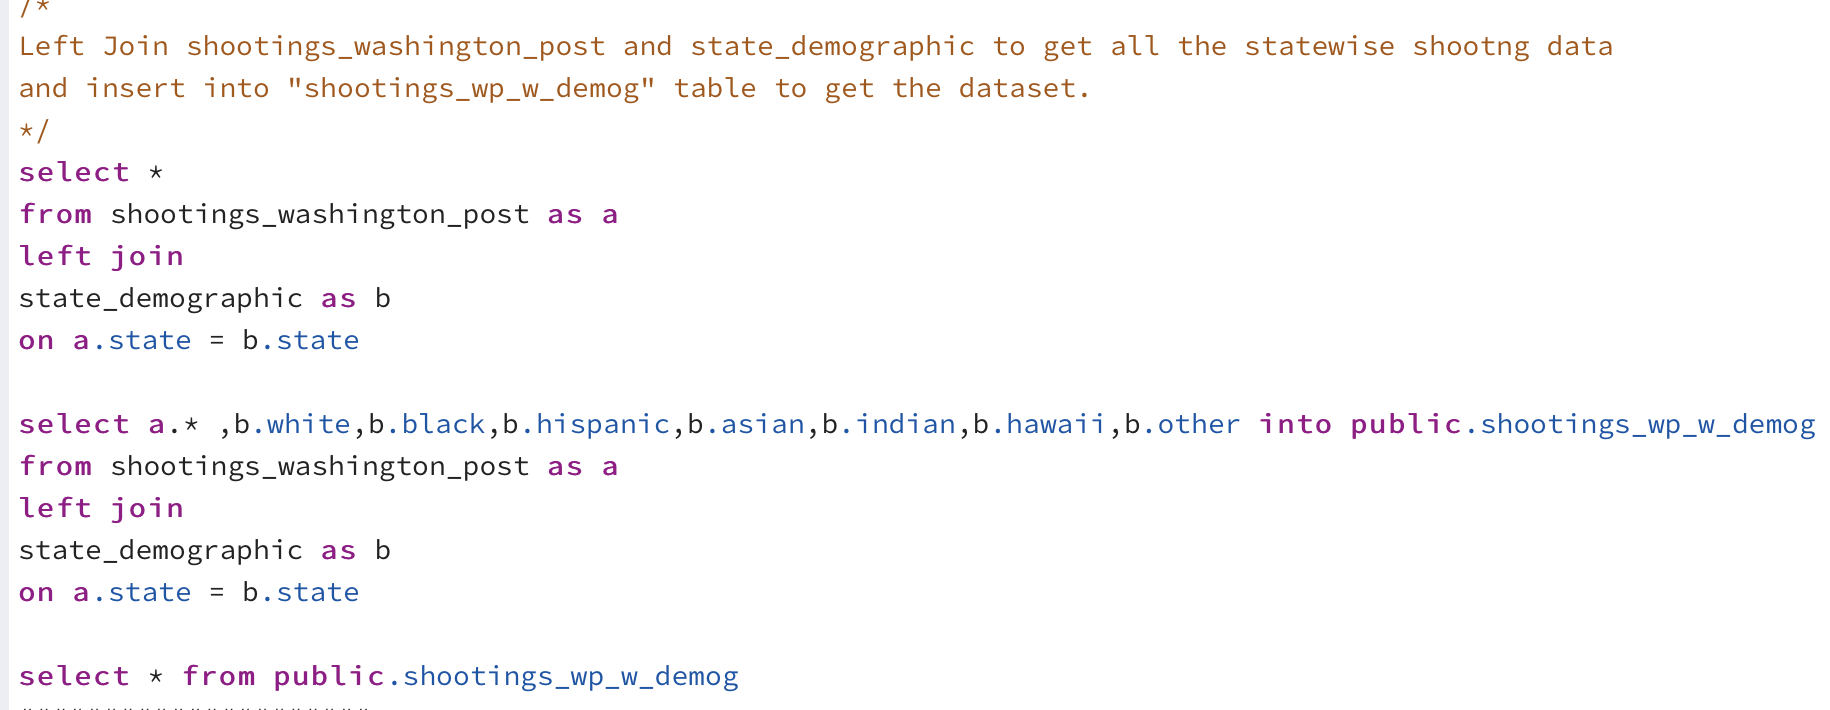 /*
Left Join shootings_washington_post and state_demographic to get all the statewise shootng data
and insert into "shootings_wp_w_demog" table to get the dataset.
*/
select *
from shootings_washington_post as a
left join
state_demographic as b
on a.state = b.state
select a.* ,b.white,b.black,b.hispanic,b.asian,b.indian,b.hawaii,b.other into public.shootings_wp_w_demog
from shootings_washington_post as a
left join
state_demographic as b
on a.state = b.state
select * from public.shootings_wp_w_demog